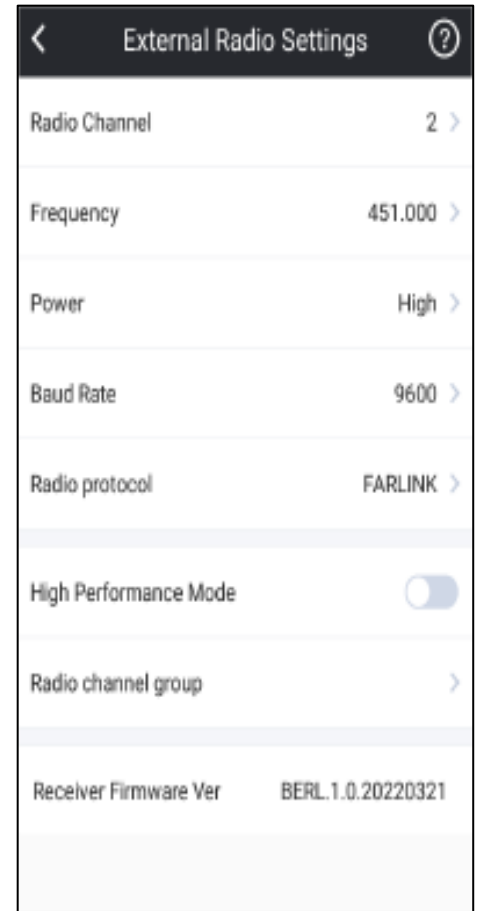 External Radio Settings ?
Radio Channel 2
Frequency 451.000
Power High
Baud Rate 9600
Radio protocol FARLINK
High Performance Mode
Radio channel group
Receiver Firmware Ver BERL.1.0.20220321